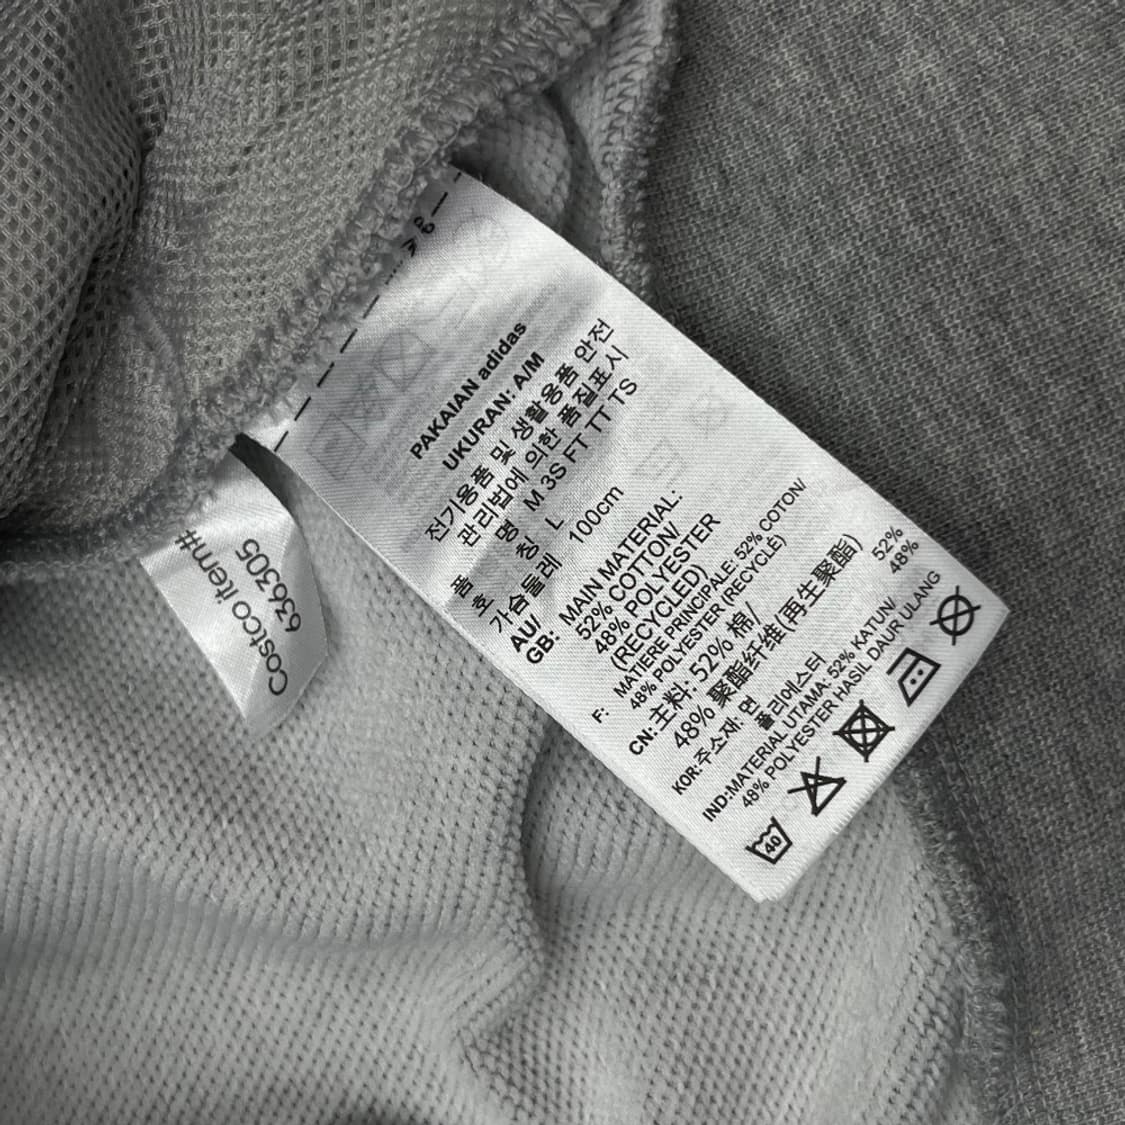 PAKAIAN adidas
UKURAN: A/M
전기용품 및 생활용품 안전
관리법에 의한 품질표시
품 명 M 3S FT TT TS
호 칭 L
가슴둘레 100cm
AU/
GB: MAIN MATERIAL:
52% COTTON/
48% POLYESTER
(RECYCLED)
F: MATIERE PRINCIPALE: 52% COTON/
48% POLYESTER (RECYCLÉ)
CN: 主料: 52% 棉/
48% 聚酯纤维(再生聚酯)
KOR: 주소재: 면 52%
폴리에스터 48%
IND:MATERIAL UTAMA: 52% KATUN/
48% POLYESTER HASIL DAUR ULANG
40
Costco item#
636305